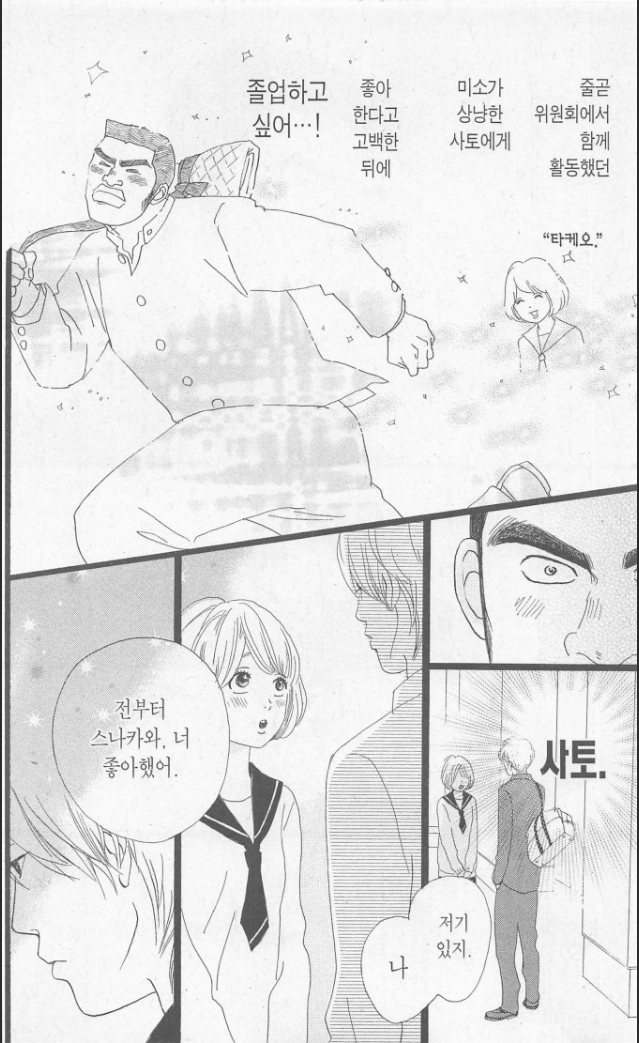 줄곧
위원회에서
함께
활동했던
미소가
상냥한
사토에게
좋아
한다고
고백한
뒤에
졸업하고
싶어…!
“타케오.”
사토.
저기
있지.
나
전부터
스나카와, 너
좋아했어.